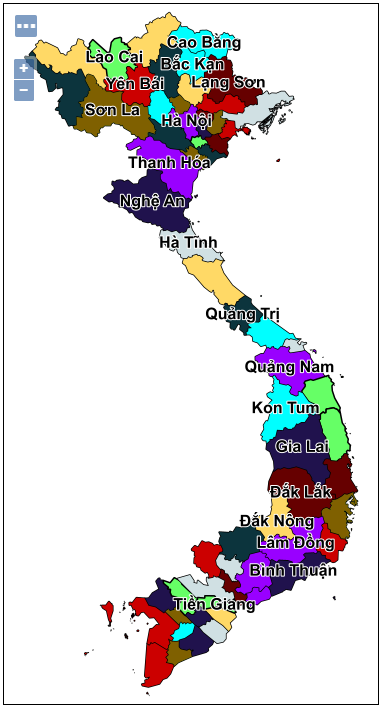 Cao Bằng
Lào Cai
Bắc Kạn
Yên Bái
Lạng Sơn
Sơn La
Hà Nội
Thanh Hóa
Nghệ An
Hà Tĩnh
Quảng Trị
Quảng Nam
Kon Tum
Gia Lai
Đắk Lắk
Đắk Nông
Lâm Đồng
Bình Thuận
Tiền Giang